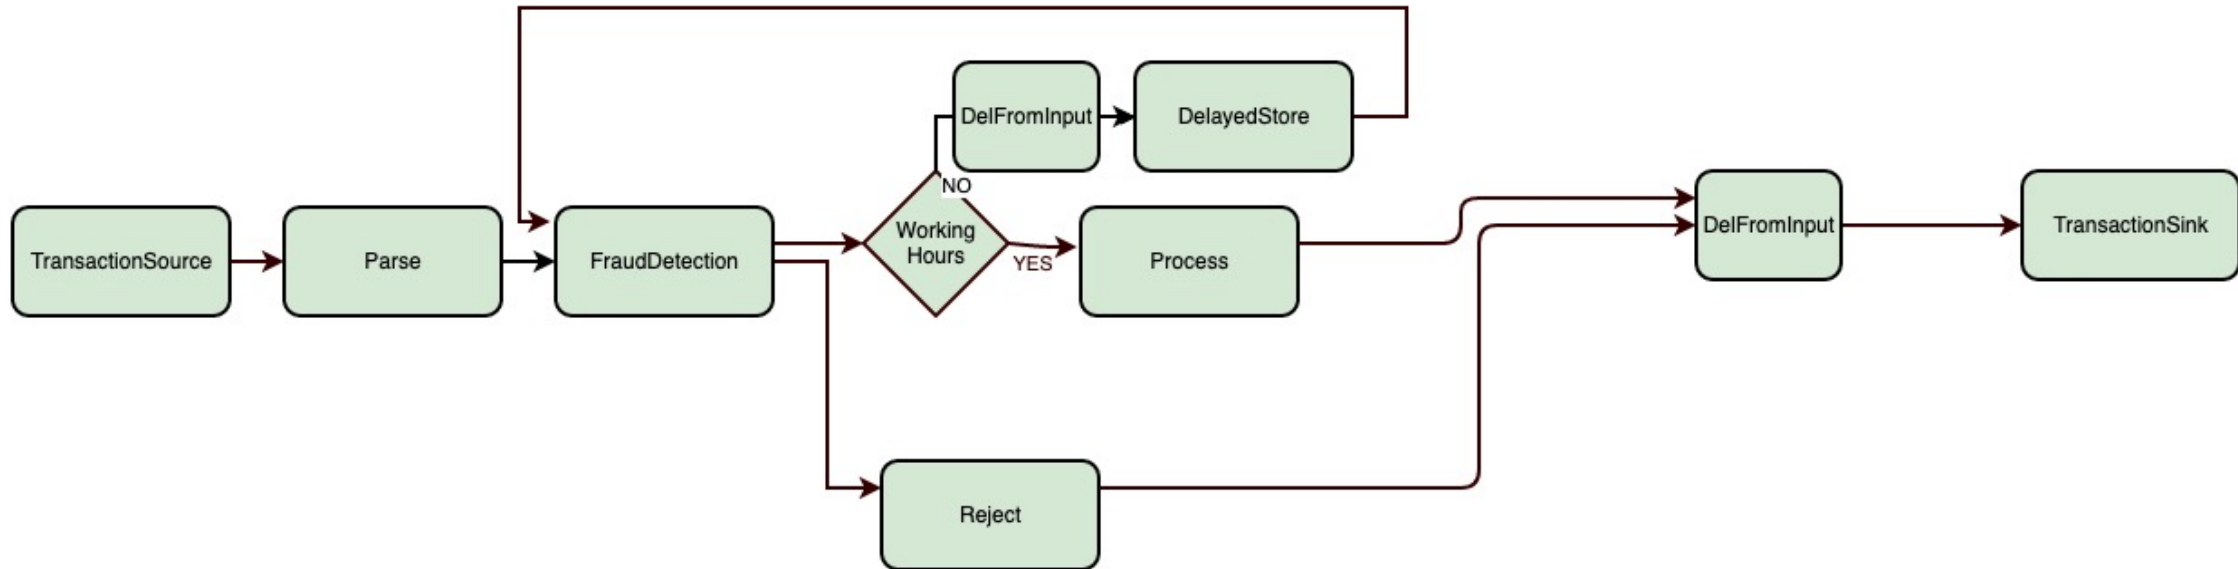 DelFromInput
DelayedStore
NO
TransactionSource
Parse
FraudDetection
Working
Hours
YES
Process
DelFromInput
TransactionSink
Reject